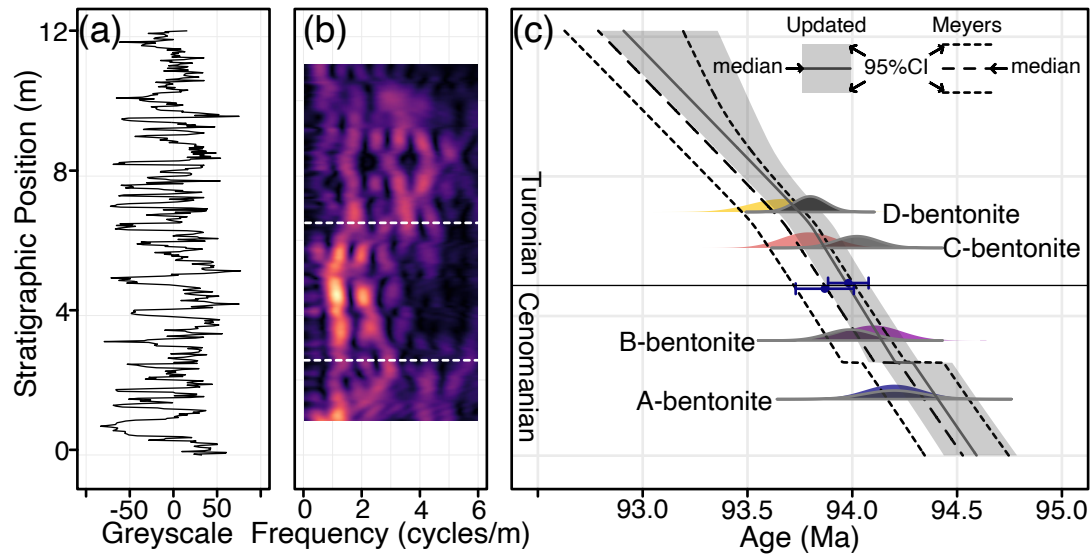 (a)
(b)
(c)
Updated
Meyers
median
95%CI
median
12
8
4
0
Stratigraphic Position (m)
Turonian
Cenomanian
D-bentonite
C-bentonite
B-bentonite
A-bentonite
-50 0 50
0 2 4 6
93.0 93.5 94.0 94.5 95.0
Greyscale
Frequency (cycles/m)
Age (Ma)